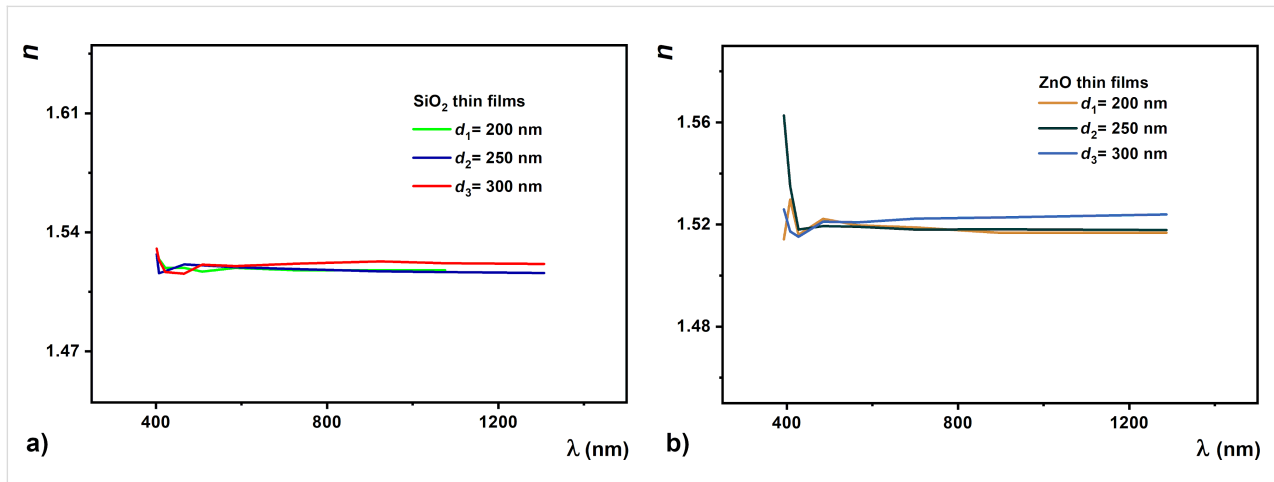 n
1.61
1.54
1.47
SiO₂ thin films
d₁= 200 nm
d₂= 250 nm
d₃= 300 nm
400
800
1200
a)
λ (nm)
n
1.56
1.52
1.48
ZnO thin films
d₁= 200 nm
d₂= 250 nm
d₃= 300 nm
400
800
1200
b)
λ (nm)